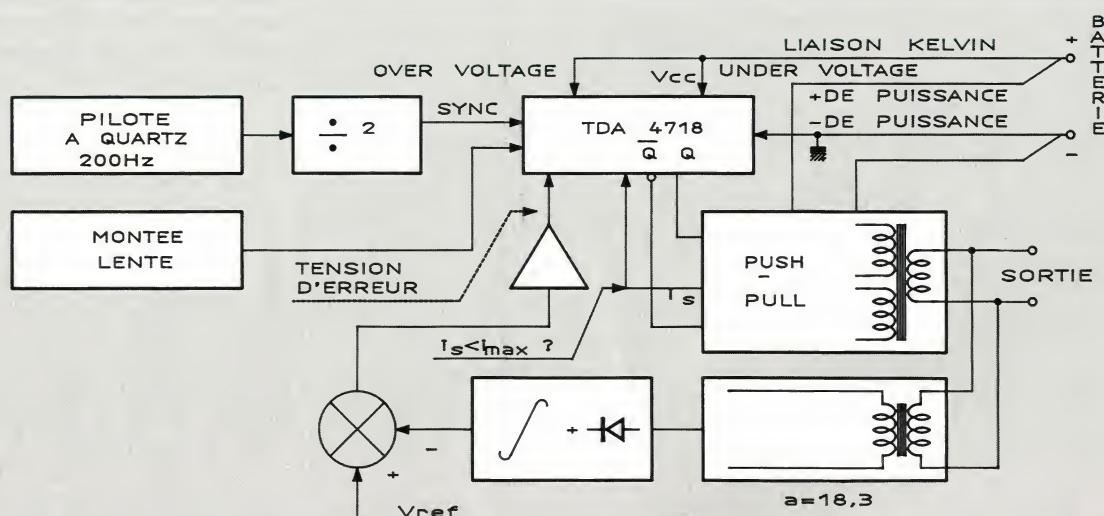 LIAISON KELVIN
+
BATTERIE
OVER VOLTAGE
Vcc
UNDER VOLTAGE
+DE PUISSANCE
-DE PUISSANCE
-
PILOTE
A QUARTZ
200Hz
÷ 2
SYNC
TDA 4718
Q̅ Q
MONTEE
LENTE
TENSION
D'ERREUR
PUSH
-
PULL
SORTIE
Is
Is<Imax ?
+
-
∫ +
Vref
a=18,3